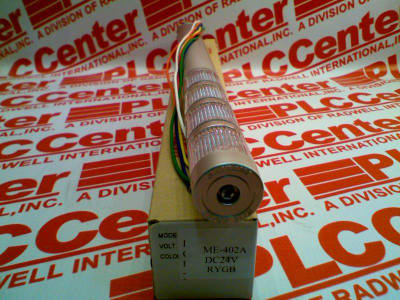 PLCCenter
A DIVISION OF RADWELL INTERNATIONAL, INC.
MODE
VOLT.
COLO
ME-402A
DC24V
RYGB